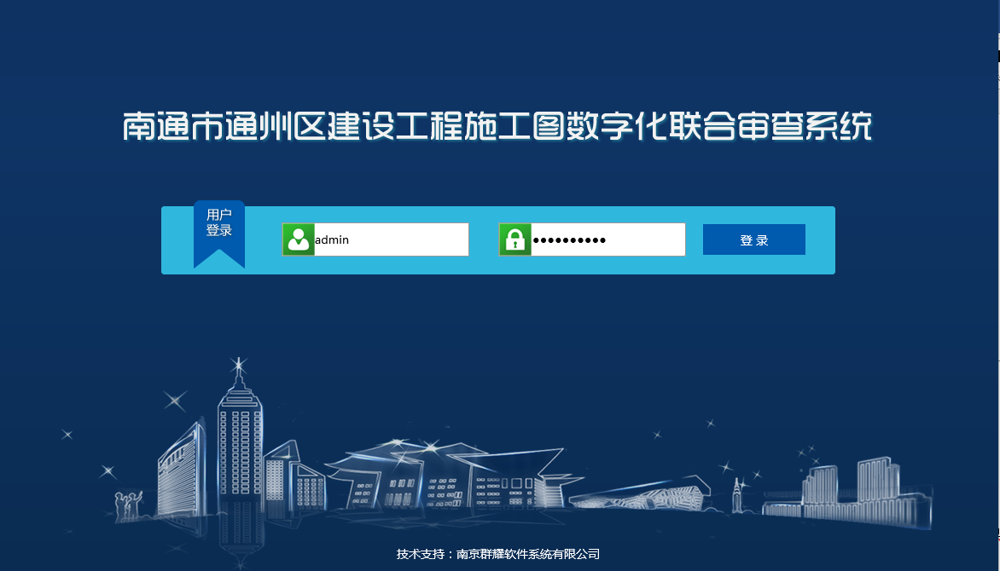 南通市通州区建设工程施工图数字化联合审查系统
用户
登录
admin
••••••••••
登 录
技术支持：南京群耀软件系统有限公司